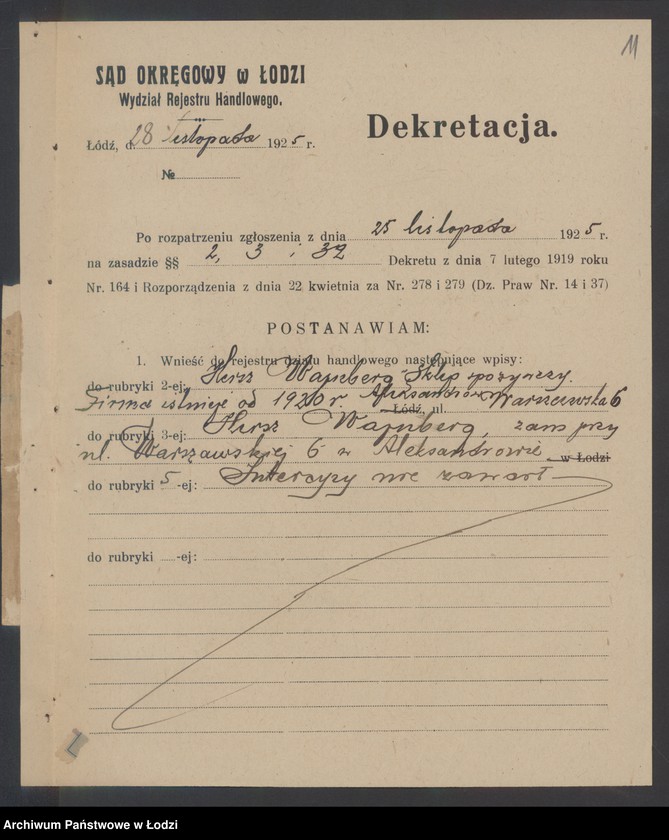 11
SĄD OKRĘGOWY w ŁODZI
Wydział Rejestru Handlowego.
Łódź, d. 28 listopada 1925 r.
№
Dekretacja.
Po rozpatrzeniu zgłoszenia z dnia 25 listopada 1925 r.
na zasadzie §§ 2, 3 i 32 Dekretu z dnia 7 lutego 1919 roku
Nr. 164 i Rozporządzenia z dnia 22 kwietnia za Nr. 278 i 279 (Dz. Praw Nr. 14 i 37)
POSTANAWIAM:
1. Wnieść do rejestru działu handlowego następujące wpisy:
do rubryki 2-ej: Hersz Wajnberg Sklep spożywczy.
Firma istnieje od 1920 r. Aleksandrów Łódź, ul. Warszawska 6
do rubryki 3-ej: Hersz Wajnberg, zam przy
ul. Warszawskiej 6 w Aleksandrowie w Łodzi
do rubryki 5-ej: Intercyzy nie zawarł
do rubryki -ej:
Archiwum Państwowe w Łodzi